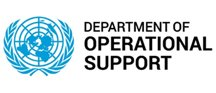 DEPARTMENT OF
OPERATIONAL
SUPPORT